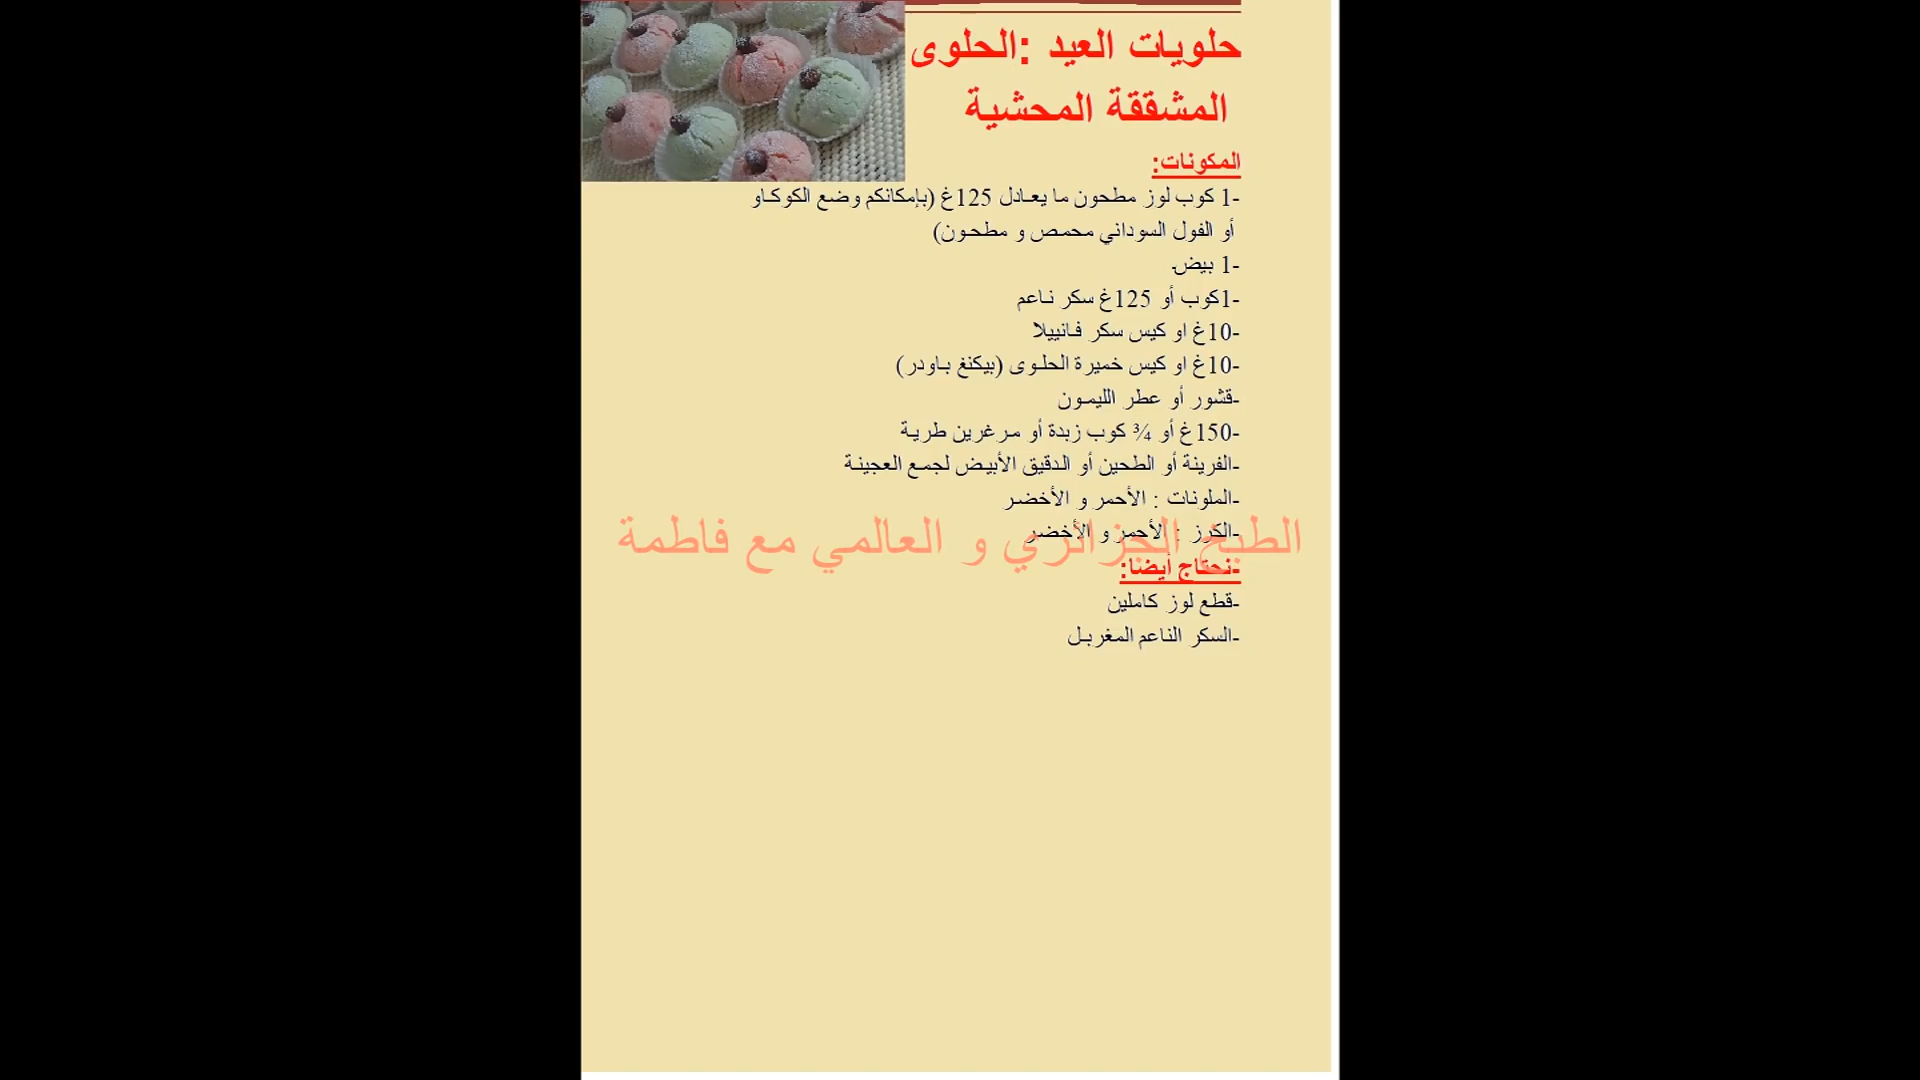 حلويات العيد :الحلوى
المشققة المحشية
المكونات:
-1 كوب لوز مطحون ما يعادل 125غ (بإمكانكم وضع الكوكاو
أو الفول السوداني محمص و مطحون)
-1 بيض.
-1كوب أو 125غ سكر ناعم
-10غ او كيس سكر فانييلا
-10غ او كيس خميرة الحلوى (بيكنغ باودر)
-قشور أو عطر الليمون
-150غ أو ¾ كوب زبدة أو مرغرين طرية
-الفرينة أو الطحين أو الدقيق الأبيض لجمع العجينة
-الملونات : الأحمر و الأخضر
-الكرز : الأحمر و الأخضر
الطبخ الجزائري و العالمي مع فاطمة
-نحتاج أيضا:
-قطع لوز كاملين
-السكر الناعم المغربل